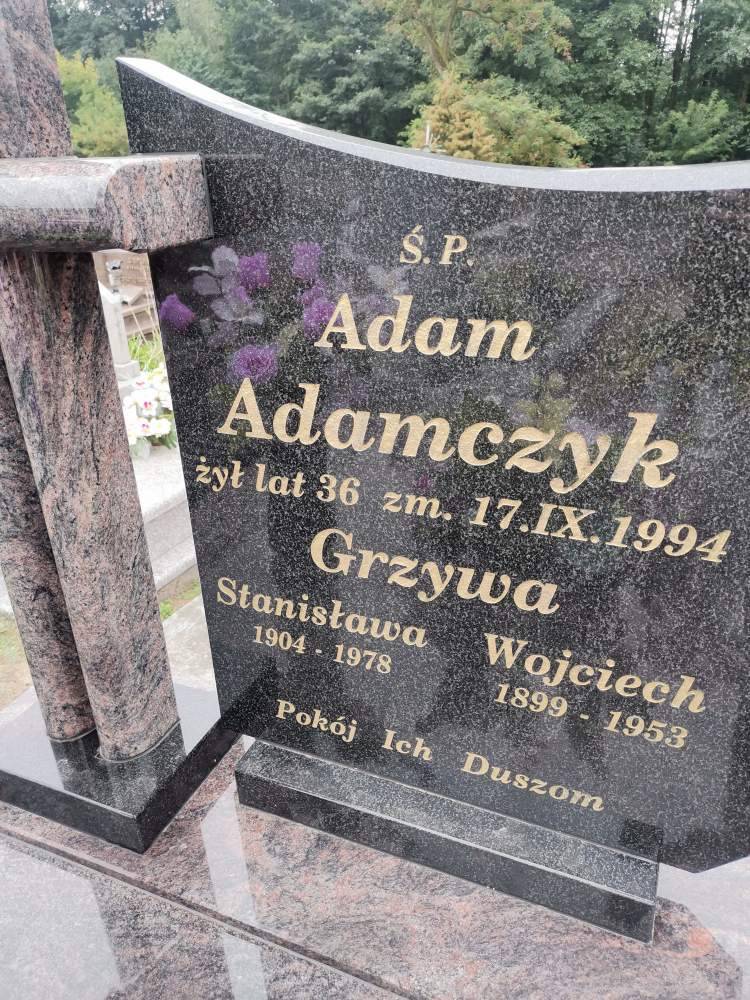 Ś.P.
Adam
Adamczyk
żył lat 36 zm. 17.IX.1994
Grzywa
Stanisława Wojciech
1904 - 1978 1899 - 1953
Pokój Ich Duszom